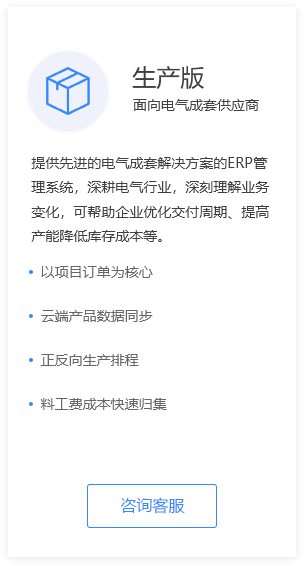 生产版
面向电气成套供应商
提供先进的电气成套解决方案的ERP管
理系统，深耕电气行业，深刻理解业务
变化，可帮助企业优化交付周期、提高
产能降低库存成本等。
• 以项目订单为核心
• 云端产品数据同步
• 正反向生产排程
• 料工费成本快速归集
咨询客服